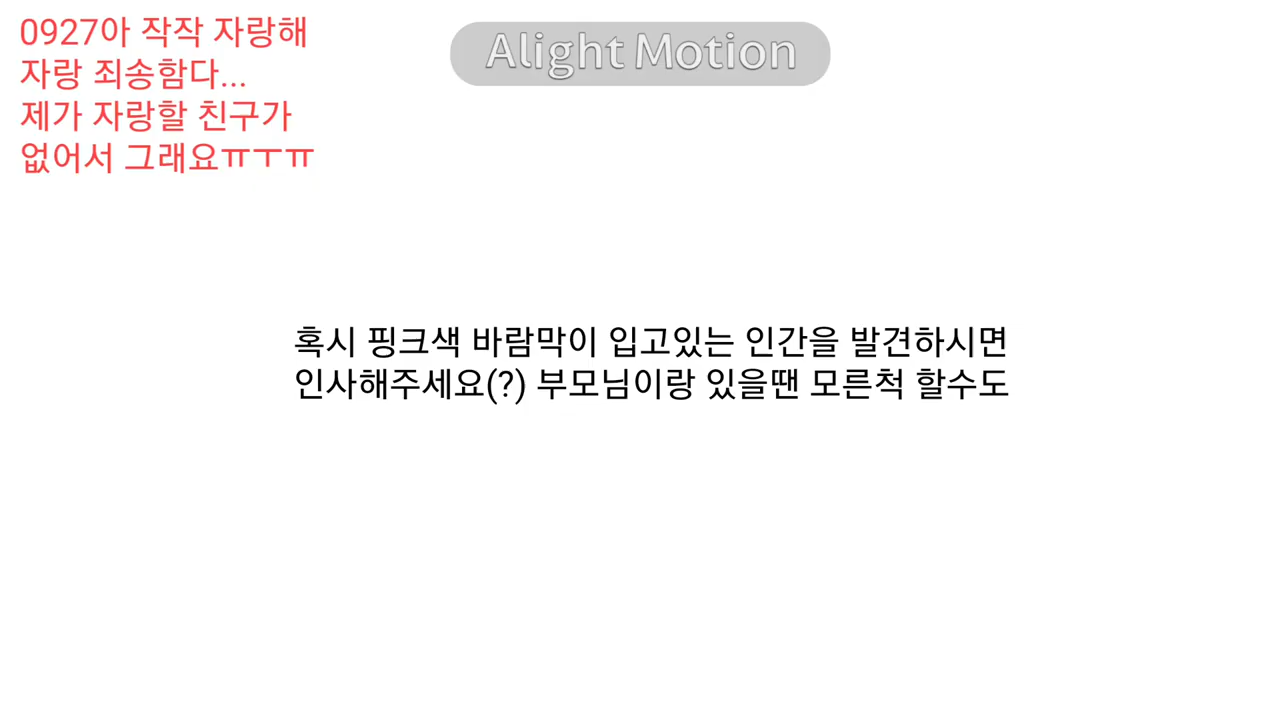 0927아 작작 자랑해
자랑 죄송함다...
제가 자랑할 친구가
없어서 그래요ㅠㅜㅠ
Alight Motion
혹시 핑크색 바람막이 입고있는 인간을 발견하시면
인사해주세요(?) 부모님이랑 있을땐 모른척 할수도